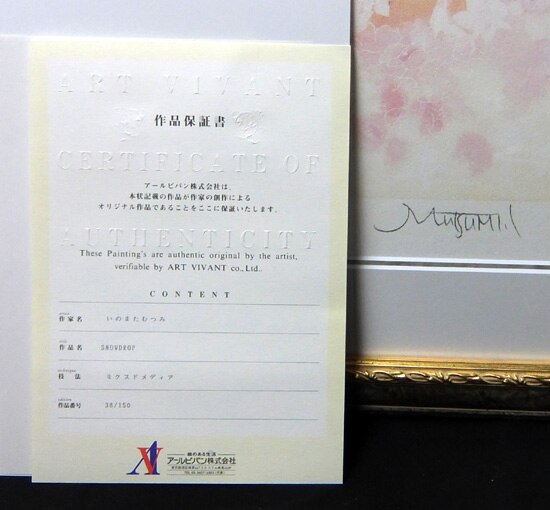 ART VIVANT
作品保証書
CERTIFICATE OF
アールビバン株式会社は、
本状記載の作品が作家の創作による
オリジナル作品であることをここに保証いたします。
AUTHENTICITY
These Painting's are authentic original by the artist,
verifiable by ART VIVANT co.,Ltd..
CONTENT
作家名 いのまたむつみ
作品名 SNOWDROP
技法 ミクスドメディア
作品番号 38/150
絵のある生活
アールビバン株式会社
Mutsumi.I